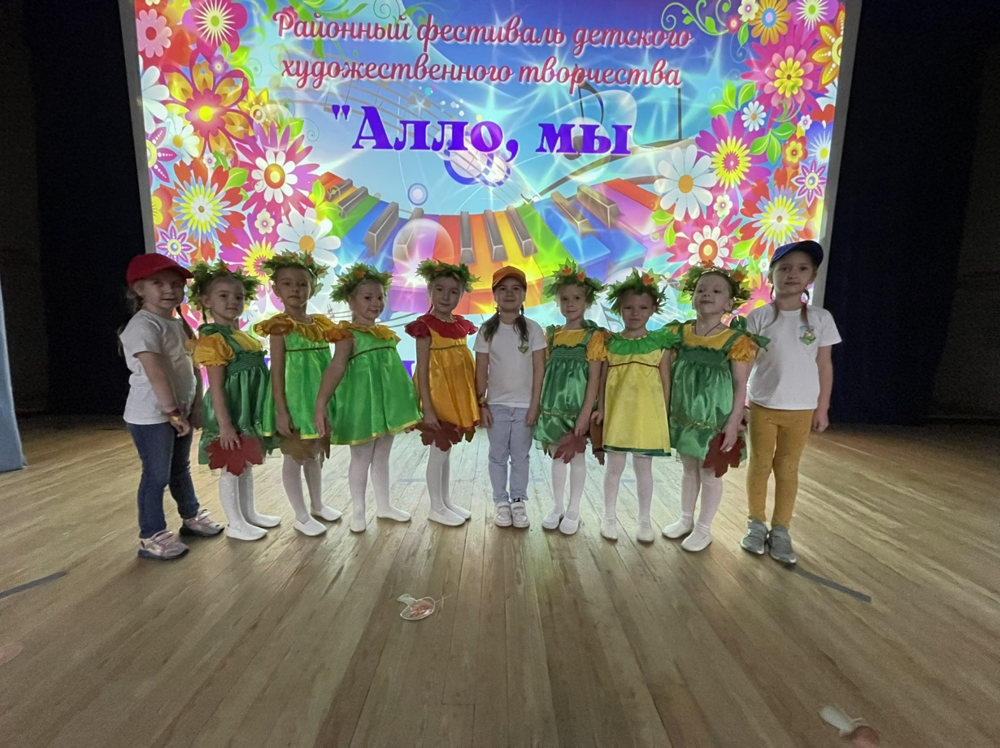 Районный фестиваль детского
художественного творчества
"Алло, мы